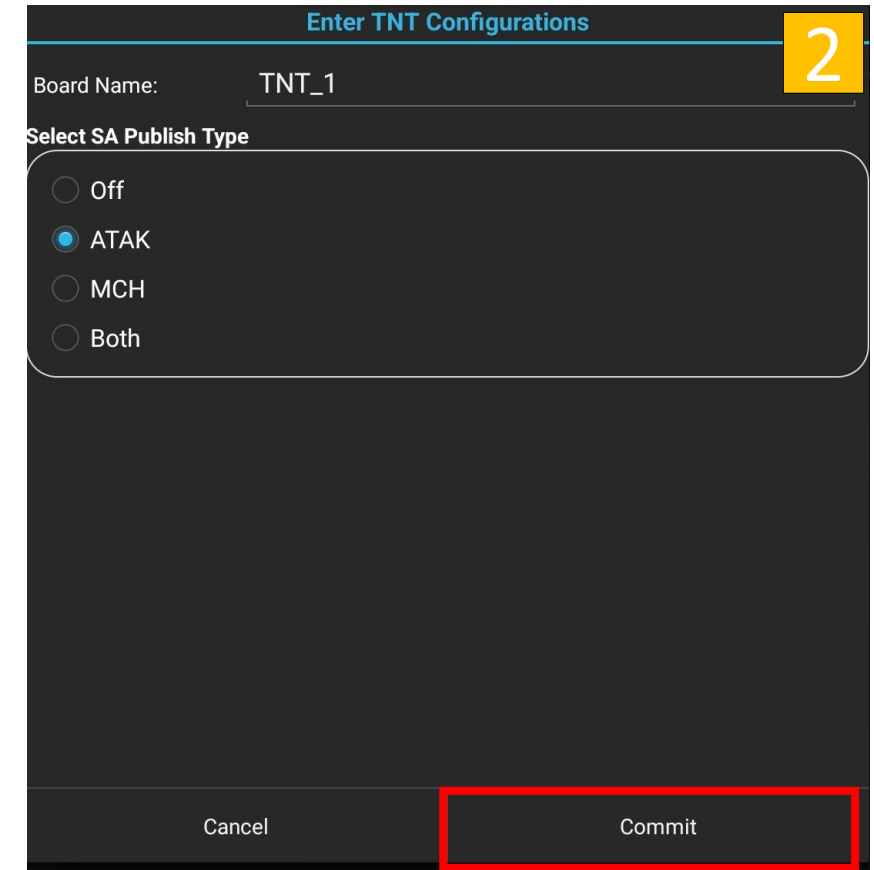 Enter TNT Configurations
2
Board Name: TNT_1
Select SA Publish Type
Off
ATAK
MCH
Both
Cancel Commit